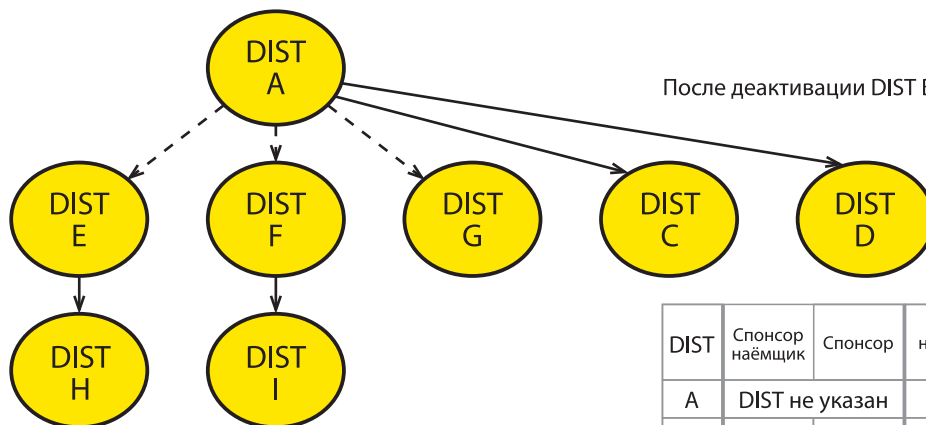 DIST
A
После деактивации DIST
DIST
E
DIST
F
DIST
G
DIST
C
DIST
D
DIST
H
DIST
I
DIST
Спонсор
наёмщик
Спонсор
A
DIST не указан